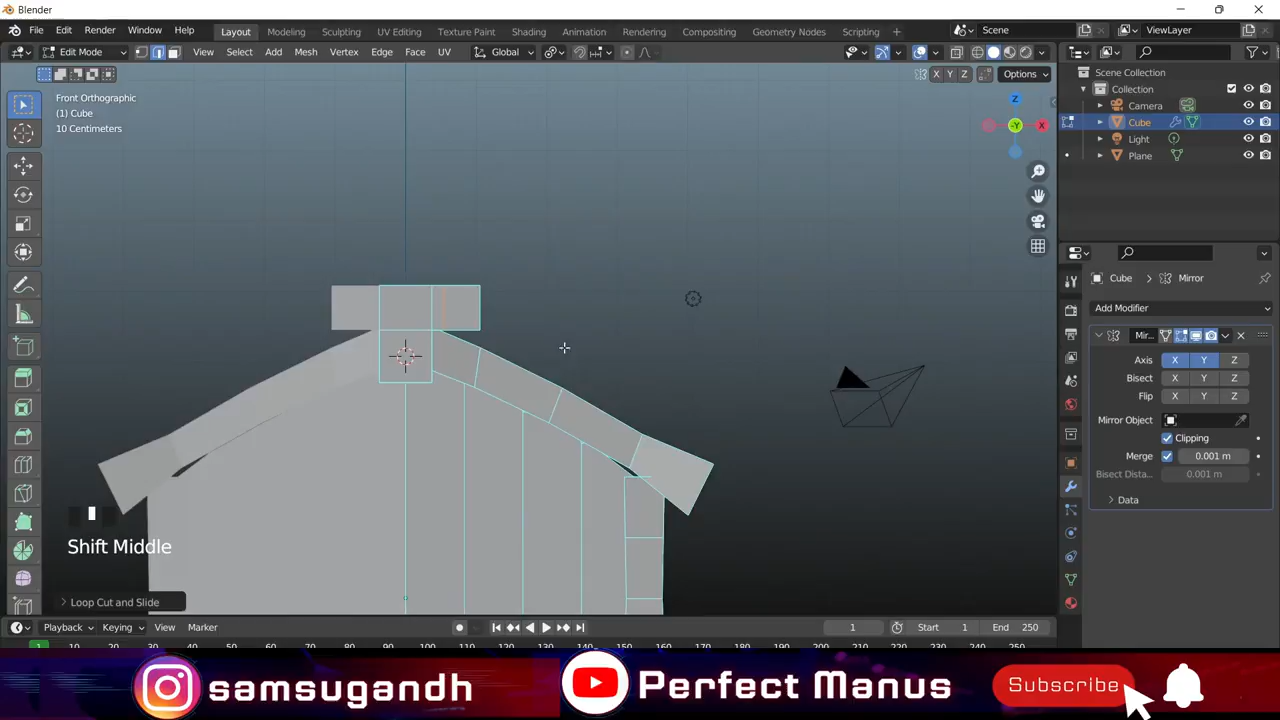 Blender
File Edit Render Window Help
Layout Modeling Sculpting UV Editing Texture Paint Shading Animation Rendering Compositing Geometry Nodes Scripting +
Scene
ViewLayer
Edit Mode
View Select Add Mesh Vertex Edge Face UV
Global
X Y Z
Options
Front Orthographic
(1) Cube
10 Centimeters
Z
-Y
X
Scene Collection
Collection
Camera
Cube
Light
Plane
Cube
Mirror
Add Modifier
Mir...
Axis X Y Z
Bisect X Y Z
Flip X Y Z
Mirror Object
Clipping
Merge 0.001 m
Bisect Dista... 0.001 m
Data
Shift Middle
Loop Cut and Slide
Playback Keying View Marker
1
Start 1
End 250
samsugandh
Perfect Manus
Subscribe